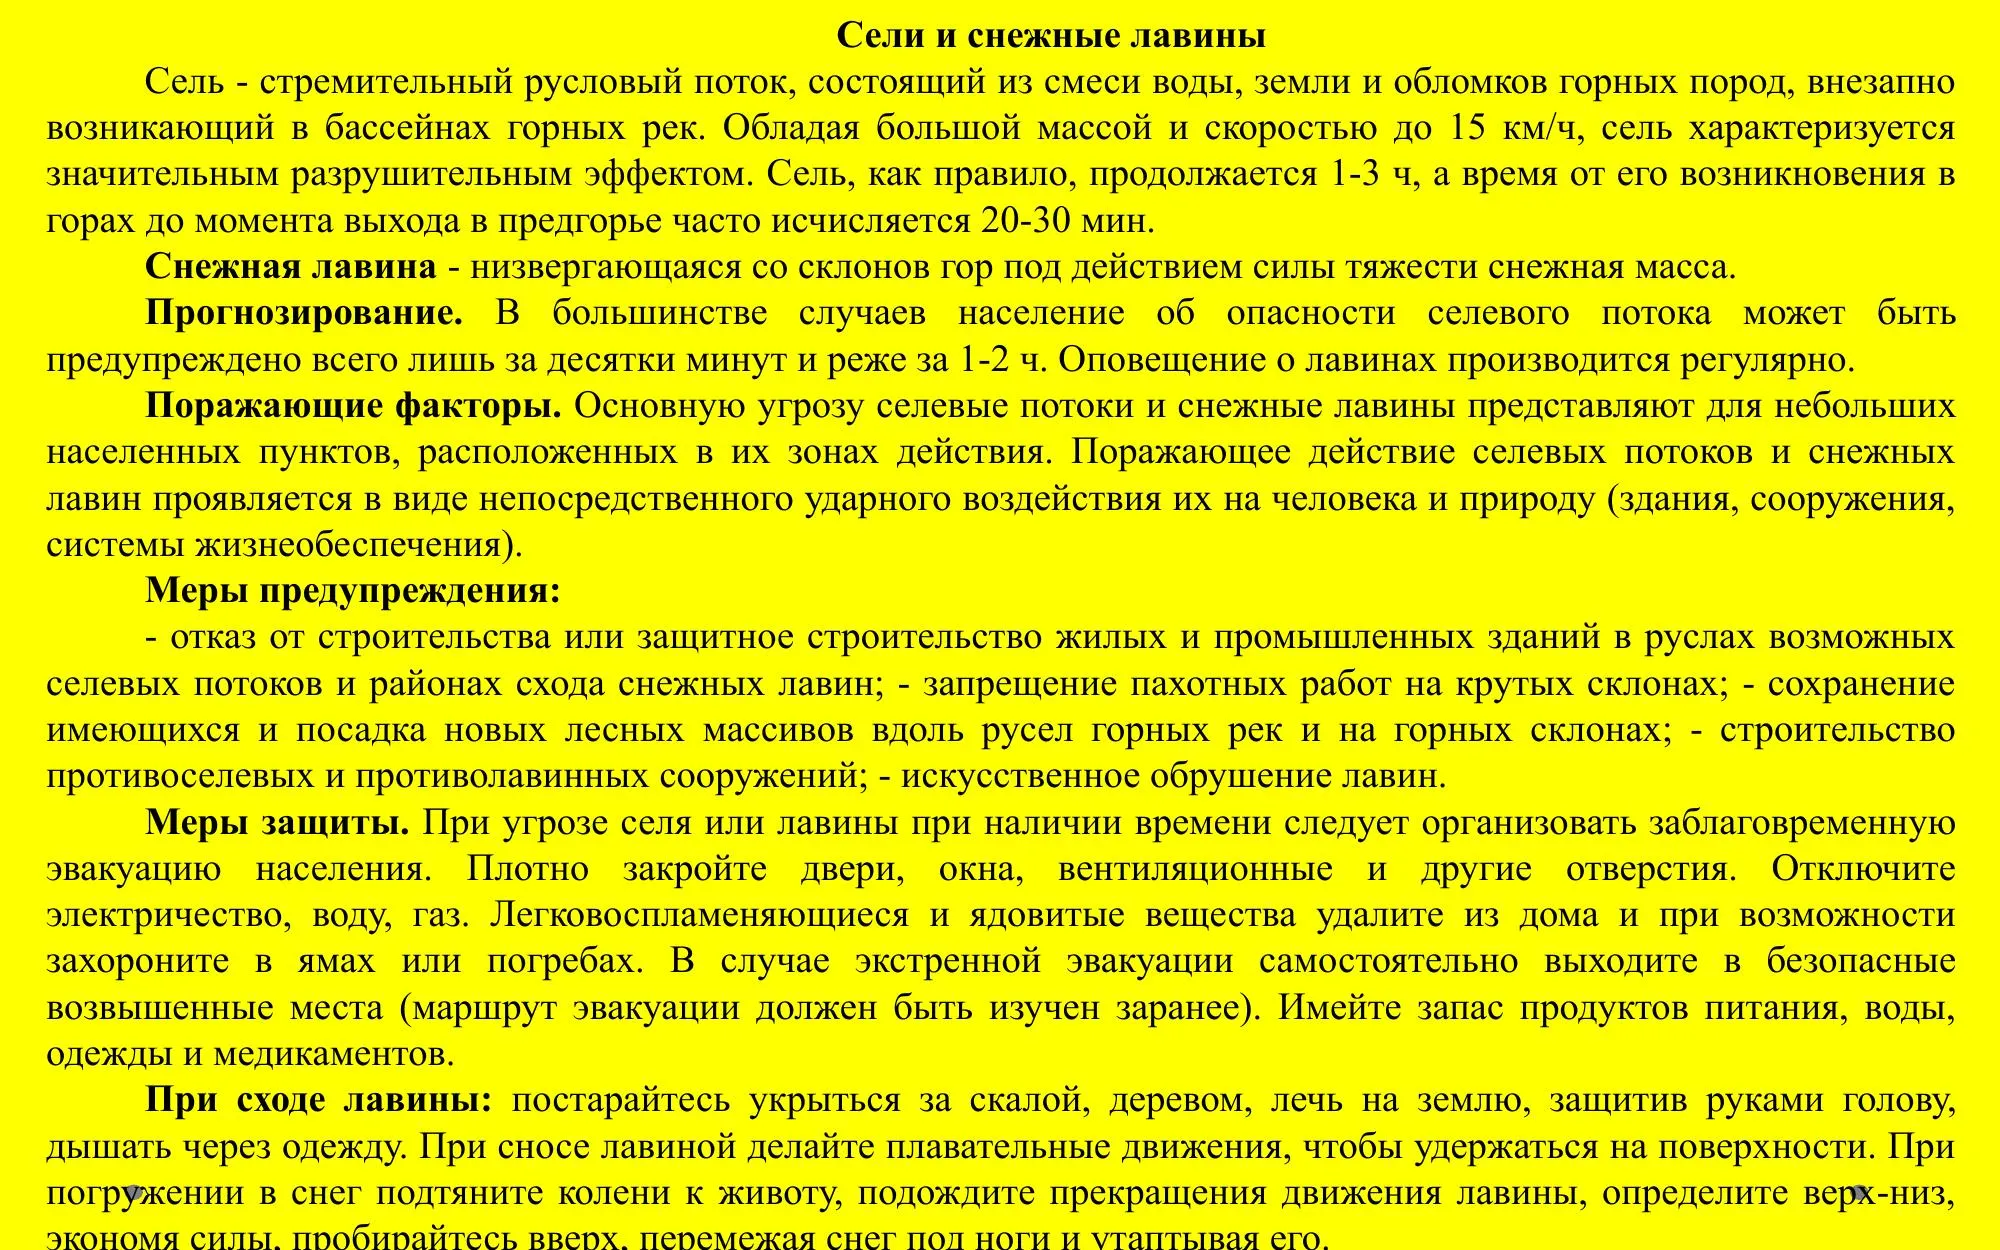 Сели и снежные лавины
Сель - стремительный русловый поток, состоящий из смеси воды, земли и обломков горных пород, внезапно
возникающий в бассейнах горных рек. Обладая большой массой и скоростью до 15 км/ч, сель характеризуется
значительным разрушительным эффектом. Сель, как правило, продолжается 1-3 ч, а время от его возникновения в
горах до момента выхода в предгорье часто исчисляется 20-30 мин.
Снежная лавина - низвергающаяся со склонов гор под действием силы тяжести снежная масса.
Прогнозирование. В большинстве случаев население об опасности селевого потока может быть
предупреждено всего лишь за десятки минут и реже за 1-2 ч. Оповещение о лавинах производится регулярно.
Поражающие факторы. Основную угрозу селевые потоки и снежные лавины представляют для небольших
населенных пунктов, расположенных в их зонах действия. Поражающее действие селевых потоков и снежных
лавин проявляется в виде непосредственного ударного воздействия их на человека и природу (здания, сооружения,
системы жизнеобеспечения).
Меры предупреждения:
- отказ от строительства или защитное строительство жилых и промышленных зданий в руслах возможных
селевых потоков и районах схода снежных лавин; - запрещение пахотных работ на крутых склонах; - сохранение
имеющихся и посадка новых лесных массивов вдоль русел горных рек и на горных склонах; - строительство
противоселевых и противолавинных сооружений; - искусственное обрушение лавин.
Меры защиты. При угрозе селя или лавины при наличии времени следует организовать заблаговременную
эвакуацию населения. Плотно закройте двери, окна, вентиляционные и другие отверстия. Отключите
электричество, воду, газ. Легковоспламеняющиеся и ядовитые вещества удалите из дома и при возможности
захороните в ямах или погребах. В случае экстренной эвакуации самостоятельно выходите в безопасные
возвышенные места (маршрут эвакуации должен быть изучен заранее). Имейте запас продуктов питания, воды,
одежды и медикаментов.
При сходе лавины: постарайтесь укрыться за скалой, деревом, лечь на землю, защитив руками голову,
дышать через одежду. При сносе лавиной делайте плавательные движения, чтобы удержаться на поверхности. При
погружении в снег подтяните колени к животу, подождите прекращения движения лавины, определите верх-низ,
экономя силы, пробирайтесь вверх, перемежая снег под ноги и утаптывая его.